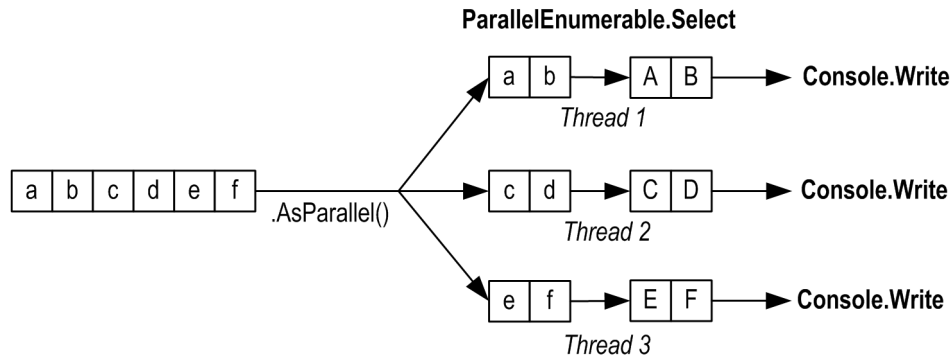 ParallelEnumerable.Select
a b A B Console.Write
Thread 1
a b c d e f c d C D Console.Write
.AsParallel()
Thread 2
e f E F Console.Write
Thread 3